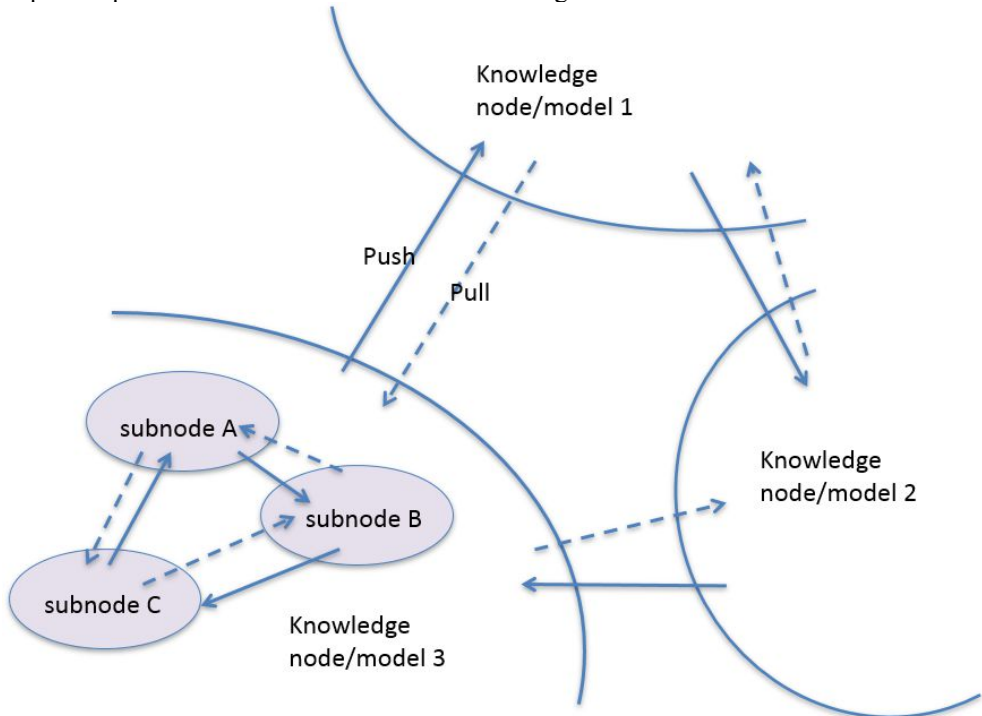 Knowledge
node/model 1
Push
Pull
subnode A
Knowledge
node/model 2
subnode B
subnode C
Knowledge
node/model 3